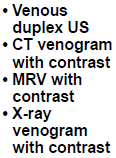 • Venous
duplex US
• CT venogram
with contrast
• MRV with
contrast
• X-ray
venogram
with contrast